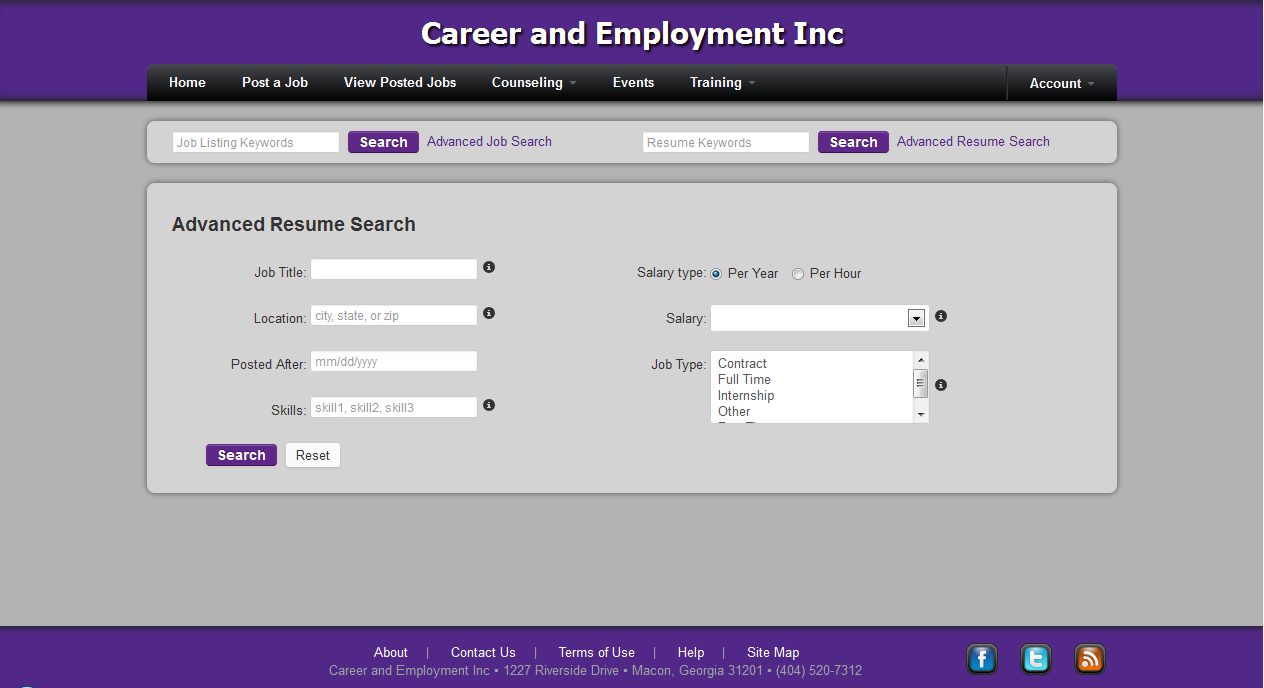 Career and Employment Inc
Home Post a Job View Posted Jobs Counseling Events Training Account
Job Listing Keywords Search Advanced Job Search Resume Keywords Search Advanced Resume Search
Advanced Resume Search
Job Title: Salary type: Per Year Per Hour
Location: city, state, or zip Salary:
Posted After: mm/dd/yyyy Job Type: Contract
Full Time
Internship
Other
Skills: skill1, skill2, skill3
Search Reset
About | Contact Us | Terms of Use | Help | Site Map
Career and Employment Inc • 1227 Riverside Drive • Macon, Georgia 31201 • (404) 520-7312